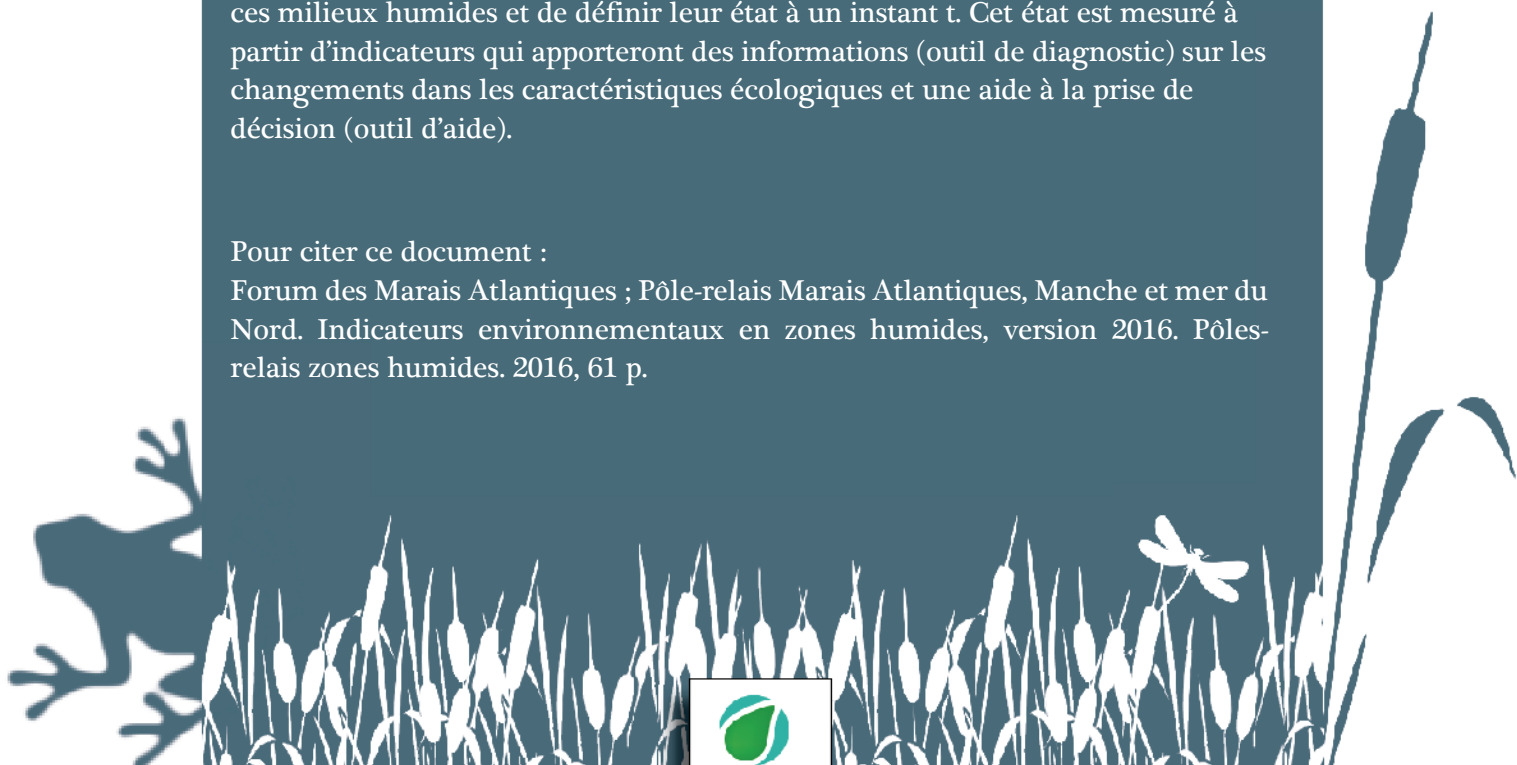 ces milieux humides et de définir leur état à un instant t. Cet état est mesuré à
partir d’indicateurs qui apporteront des informations (outil de diagnostic) sur les
changements dans les caractéristiques écologiques et une aide à la prise de
décision (outil d’aide).
Pour citer ce document :
Forum des Marais Atlantiques ; Pôle-relais Marais Atlantiques, Manche et mer du
Nord. Indicateurs environnementaux en zones humides, version 2016. Pôles-
relais zones humides. 2016, 61 p.